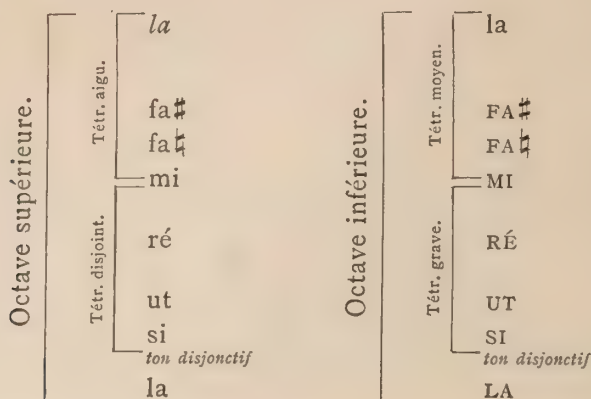 Octave supérieure.
Tétr. aigu.
la
fa♯
fa♮
mi
Tétr. disjoint.
ré
ut
si
ton disjonctif
la
Octave inférieure.
Tétr. moyen.
la
FA♯
FA♮
MI
Tétr. grave.
RÉ
UT
SI
ton disjonctif
LA